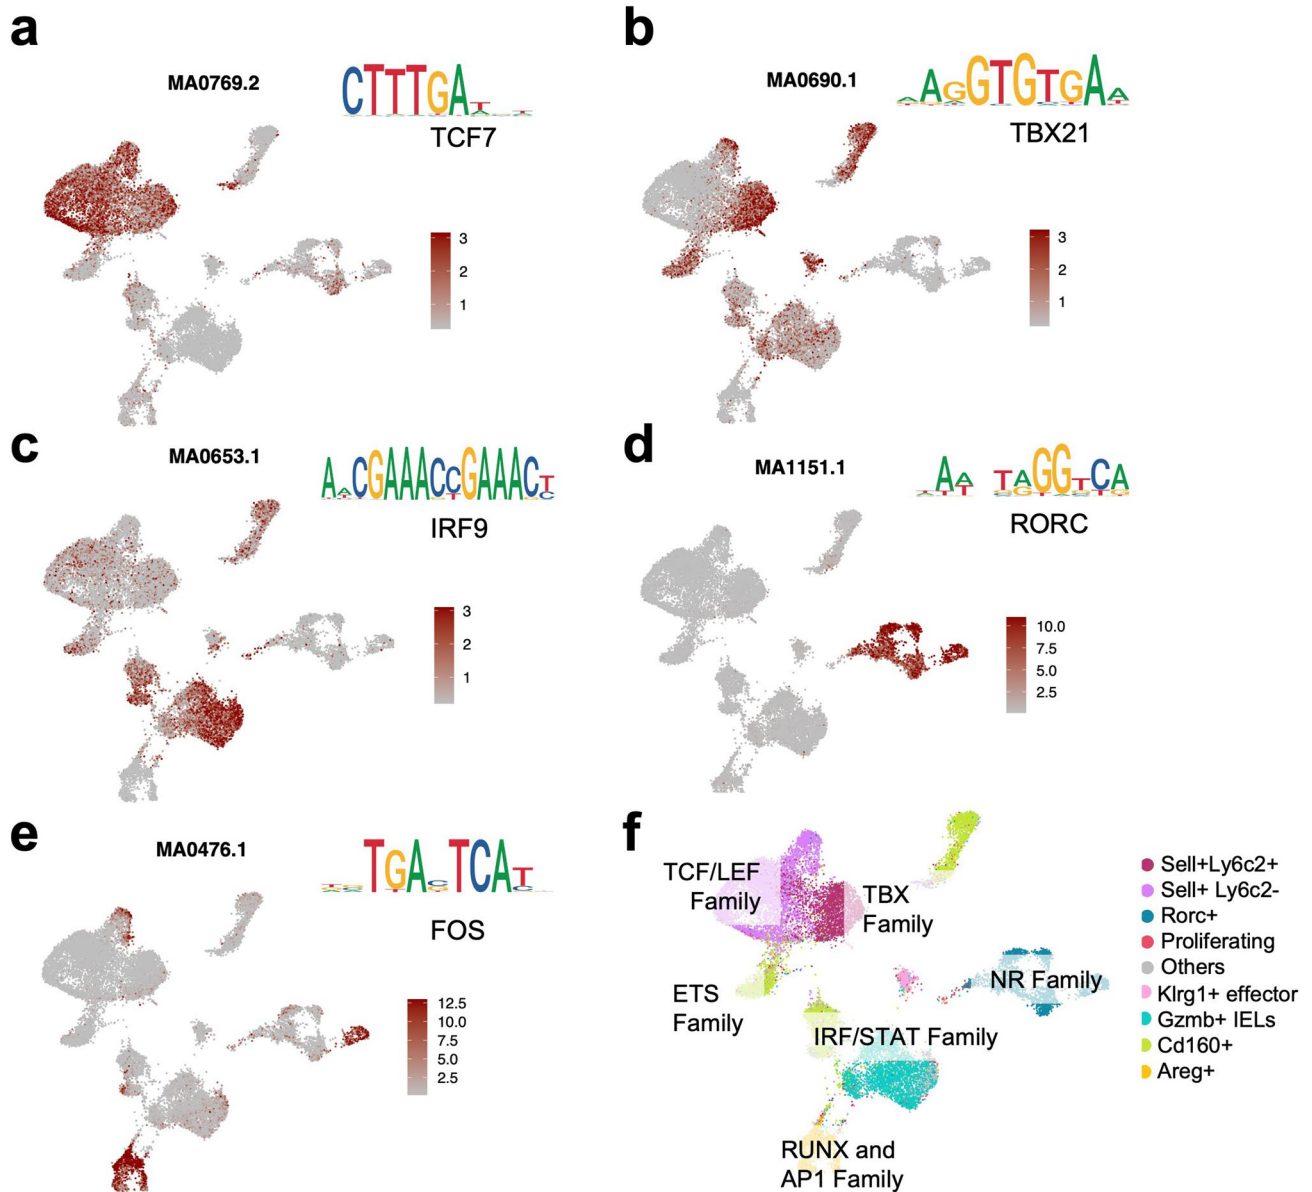 a
MA0769.2
CTTTGA
TCF7
3
2
1
b
MA0690.1
AGGTGTGAA
TBX21
3
2
1
c
MA0653.1
AACGAAACCGAAACT
IRF9
3
2
1
d
MA1151.1
AA TAGGTCA
RORC
10.0
7.5
5.0
2.5
e
MA0476.1
TGA TCAT
FOS
12.5
10.0
7.5
5.0
2.5
f
TCF/LEF
Family
TBX
Family
ETS
Family
NR Family
IRF/STAT Family
RUNX and
AP1 Family
Sell+Ly6c2+
Sell+ Ly6c2-
Rorc+
Proliferating
Others
Klrg1+ effector
Gzmb+ IELs
Cd160+
Areg+